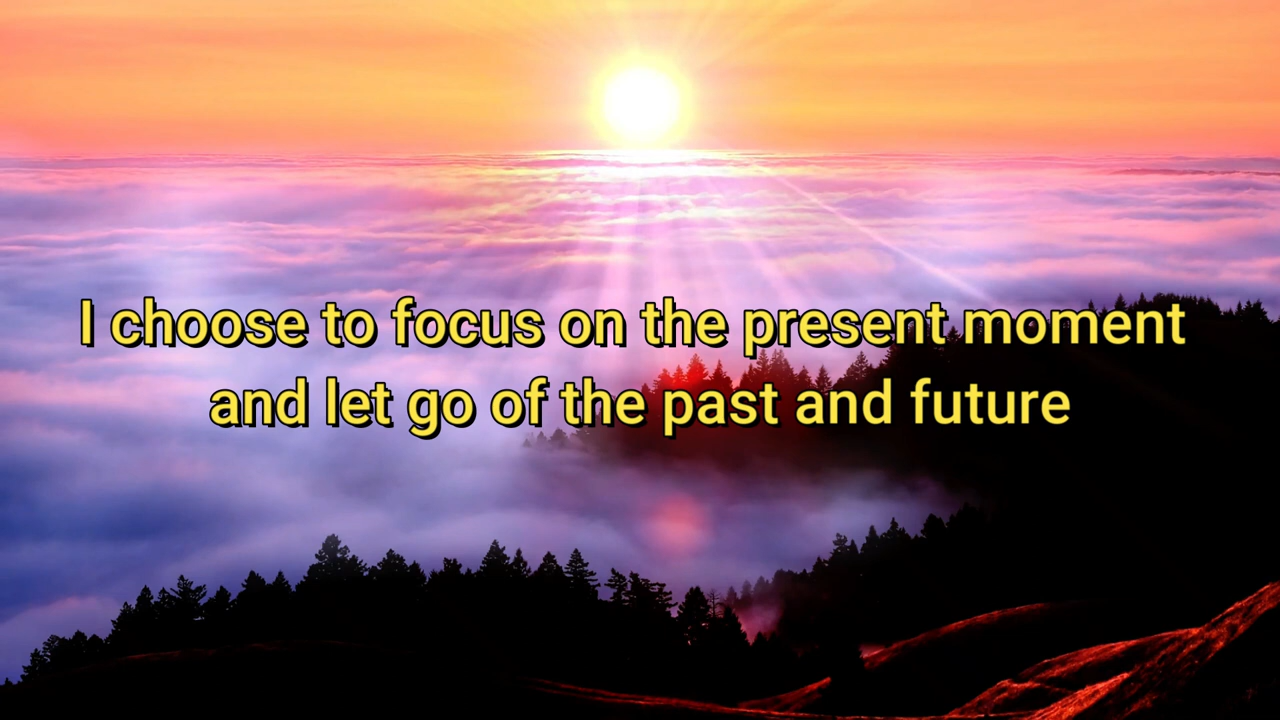 I choose to focus on the present moment
and let go of the past and future